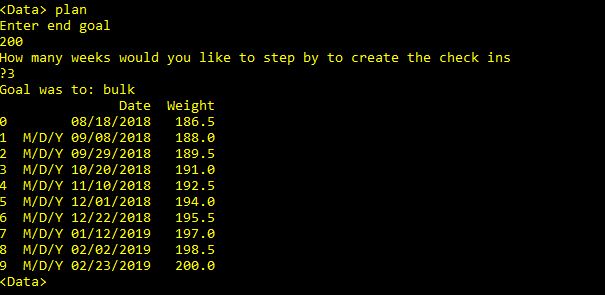 <Data> plan
Enter end goal
200
How many weeks would you like to step by to create the check ins
?3
Goal was to: bulk
Date Weight
0 08/18/2018 186.5
1 M/D/Y 09/08/2018 188.0
2 M/D/Y 09/29/2018 189.5
3 M/D/Y 10/20/2018 191.0
4 M/D/Y 11/10/2018 192.5
5 M/D/Y 12/01/2018 194.0
6 M/D/Y 12/22/2018 195.5
7 M/D/Y 01/12/2019 197.0
8 M/D/Y 02/02/2019 198.5
9 M/D/Y 02/23/2019 200.0
<Data>